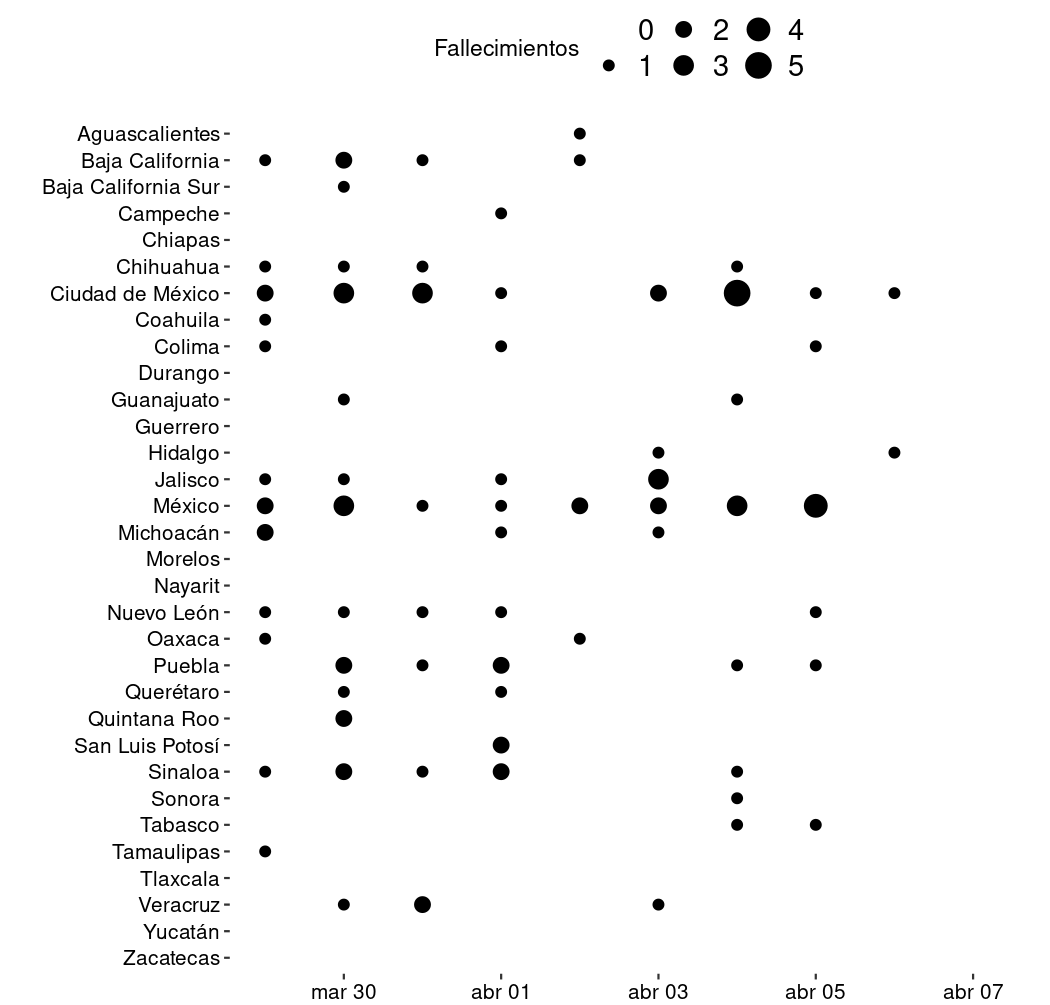 Fallecimientos
0 2 4
1 3 5
Aguascalientes
Baja California
Baja California Sur
Campeche
Chiapas
Chihuahua
Ciudad de México
Coahuila
Colima
Durango
Guanajuato
Guerrero
Hidalgo
Jalisco
México
Michoacán
Morelos
Nayarit
Nuevo León
Oaxaca
Puebla
Querétaro
Quintana Roo
San Luis Potosí
Sinaloa
Sonora
Tabasco
Tamaulipas
Tlaxcala
Veracruz
Yucatán
Zacatecas
mar 30 abr 01 abr 03 abr 05 abr 07